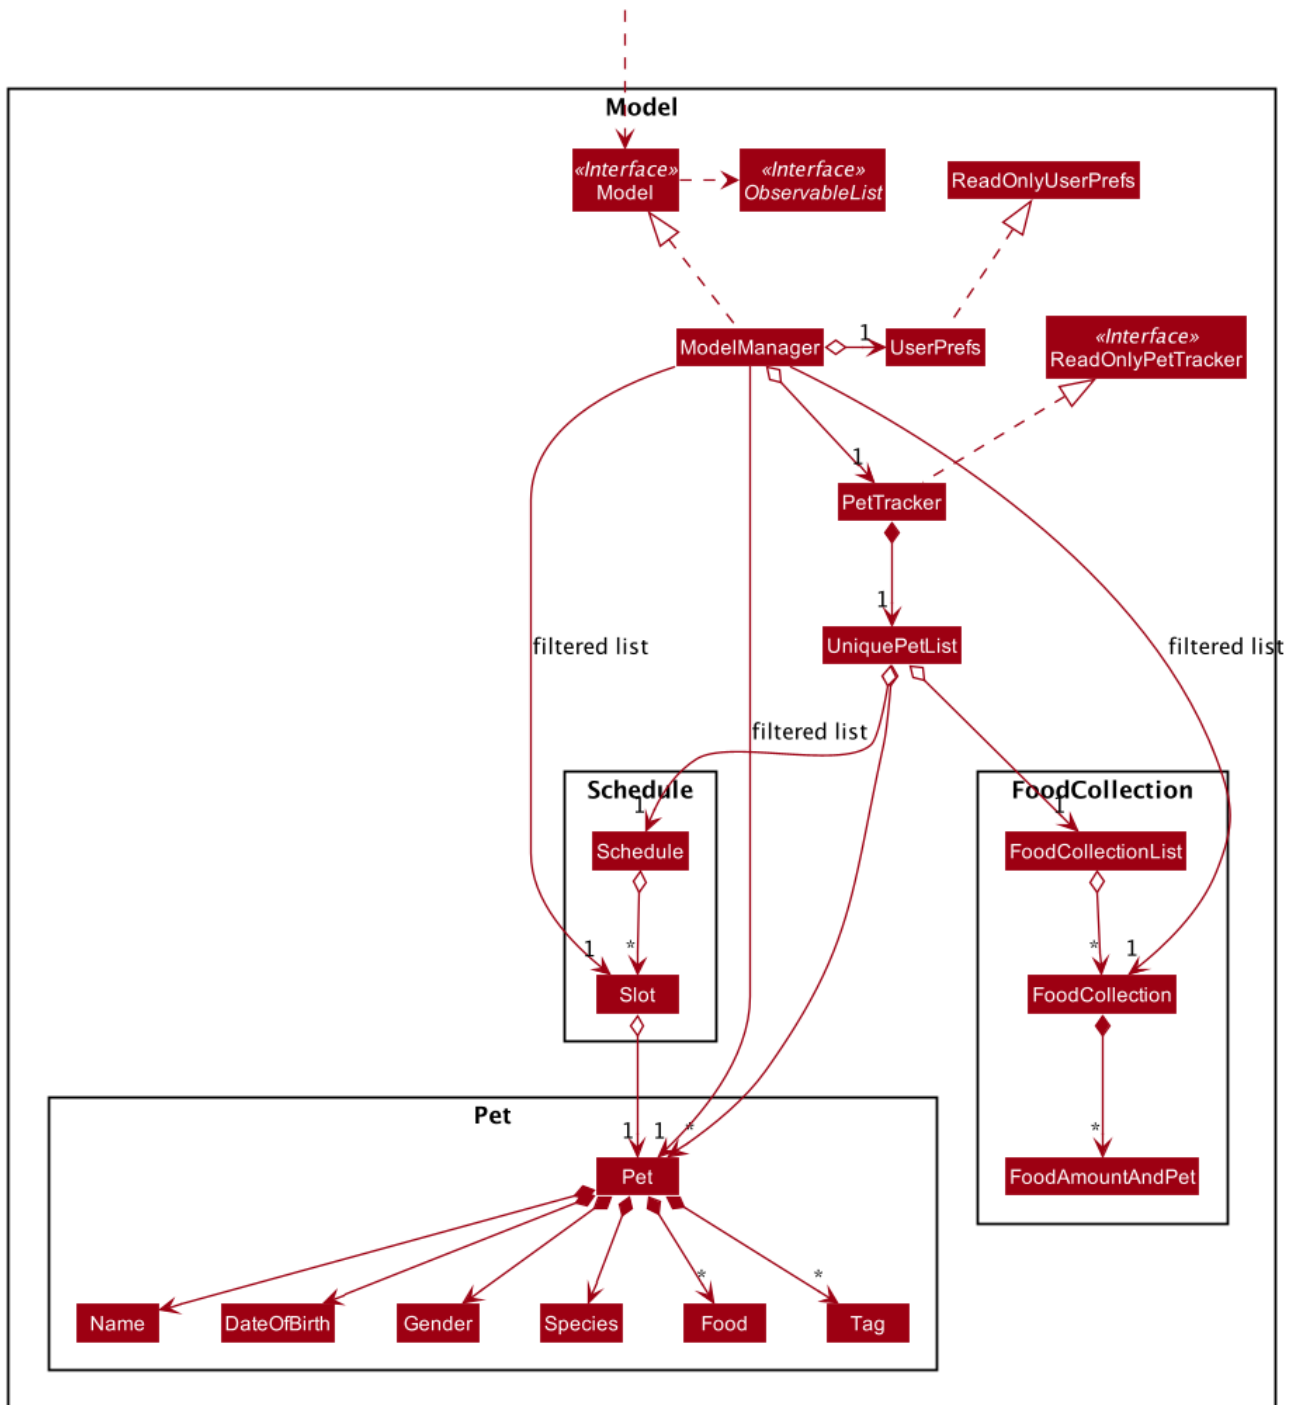 Model
«Interface»
Model
«Interface»
ObservableList
ReadOnlyUserPrefs
ModelManager
1
UserPrefs
«Interface»
ReadOnlyPetTracker
1
PetTracker
1
UniquePetList
filtered list
filtered list
filtered list
Schedule
1
Schedule
FoodCollection
1
FoodCollectionList
1
*
Slot
*
1
FoodCollection
Pet
1
1
*
Pet
*
FoodAmountAndPet
*
*
Name
DateOfBirth
Gender
Species
Food
Tag